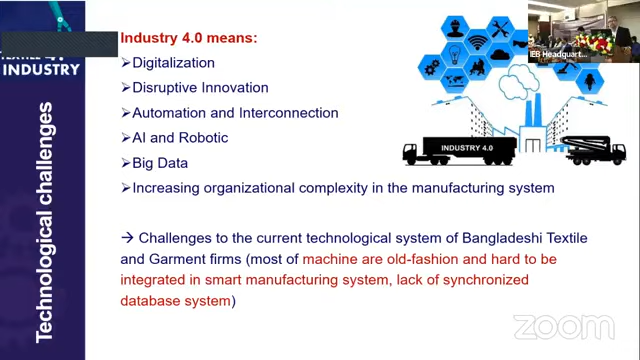 INDUSTRY
Technological challenges
Industry 4.0 means:
➢Digitalization
➢Disruptive Innovation
➢Automation and Interconnection
➢AI and Robotic
➢Big Data
➢Increasing organizational complexity in the manufacturing system
→ Challenges to the current technological system of Bangladeshi Textile
and Garment firms (most of machine are old-fashion and hard to be
integrated in smart manufacturing system, lack of synchronized
database system)
INDUSTRY 4.0
IEB Headquart...
zoom